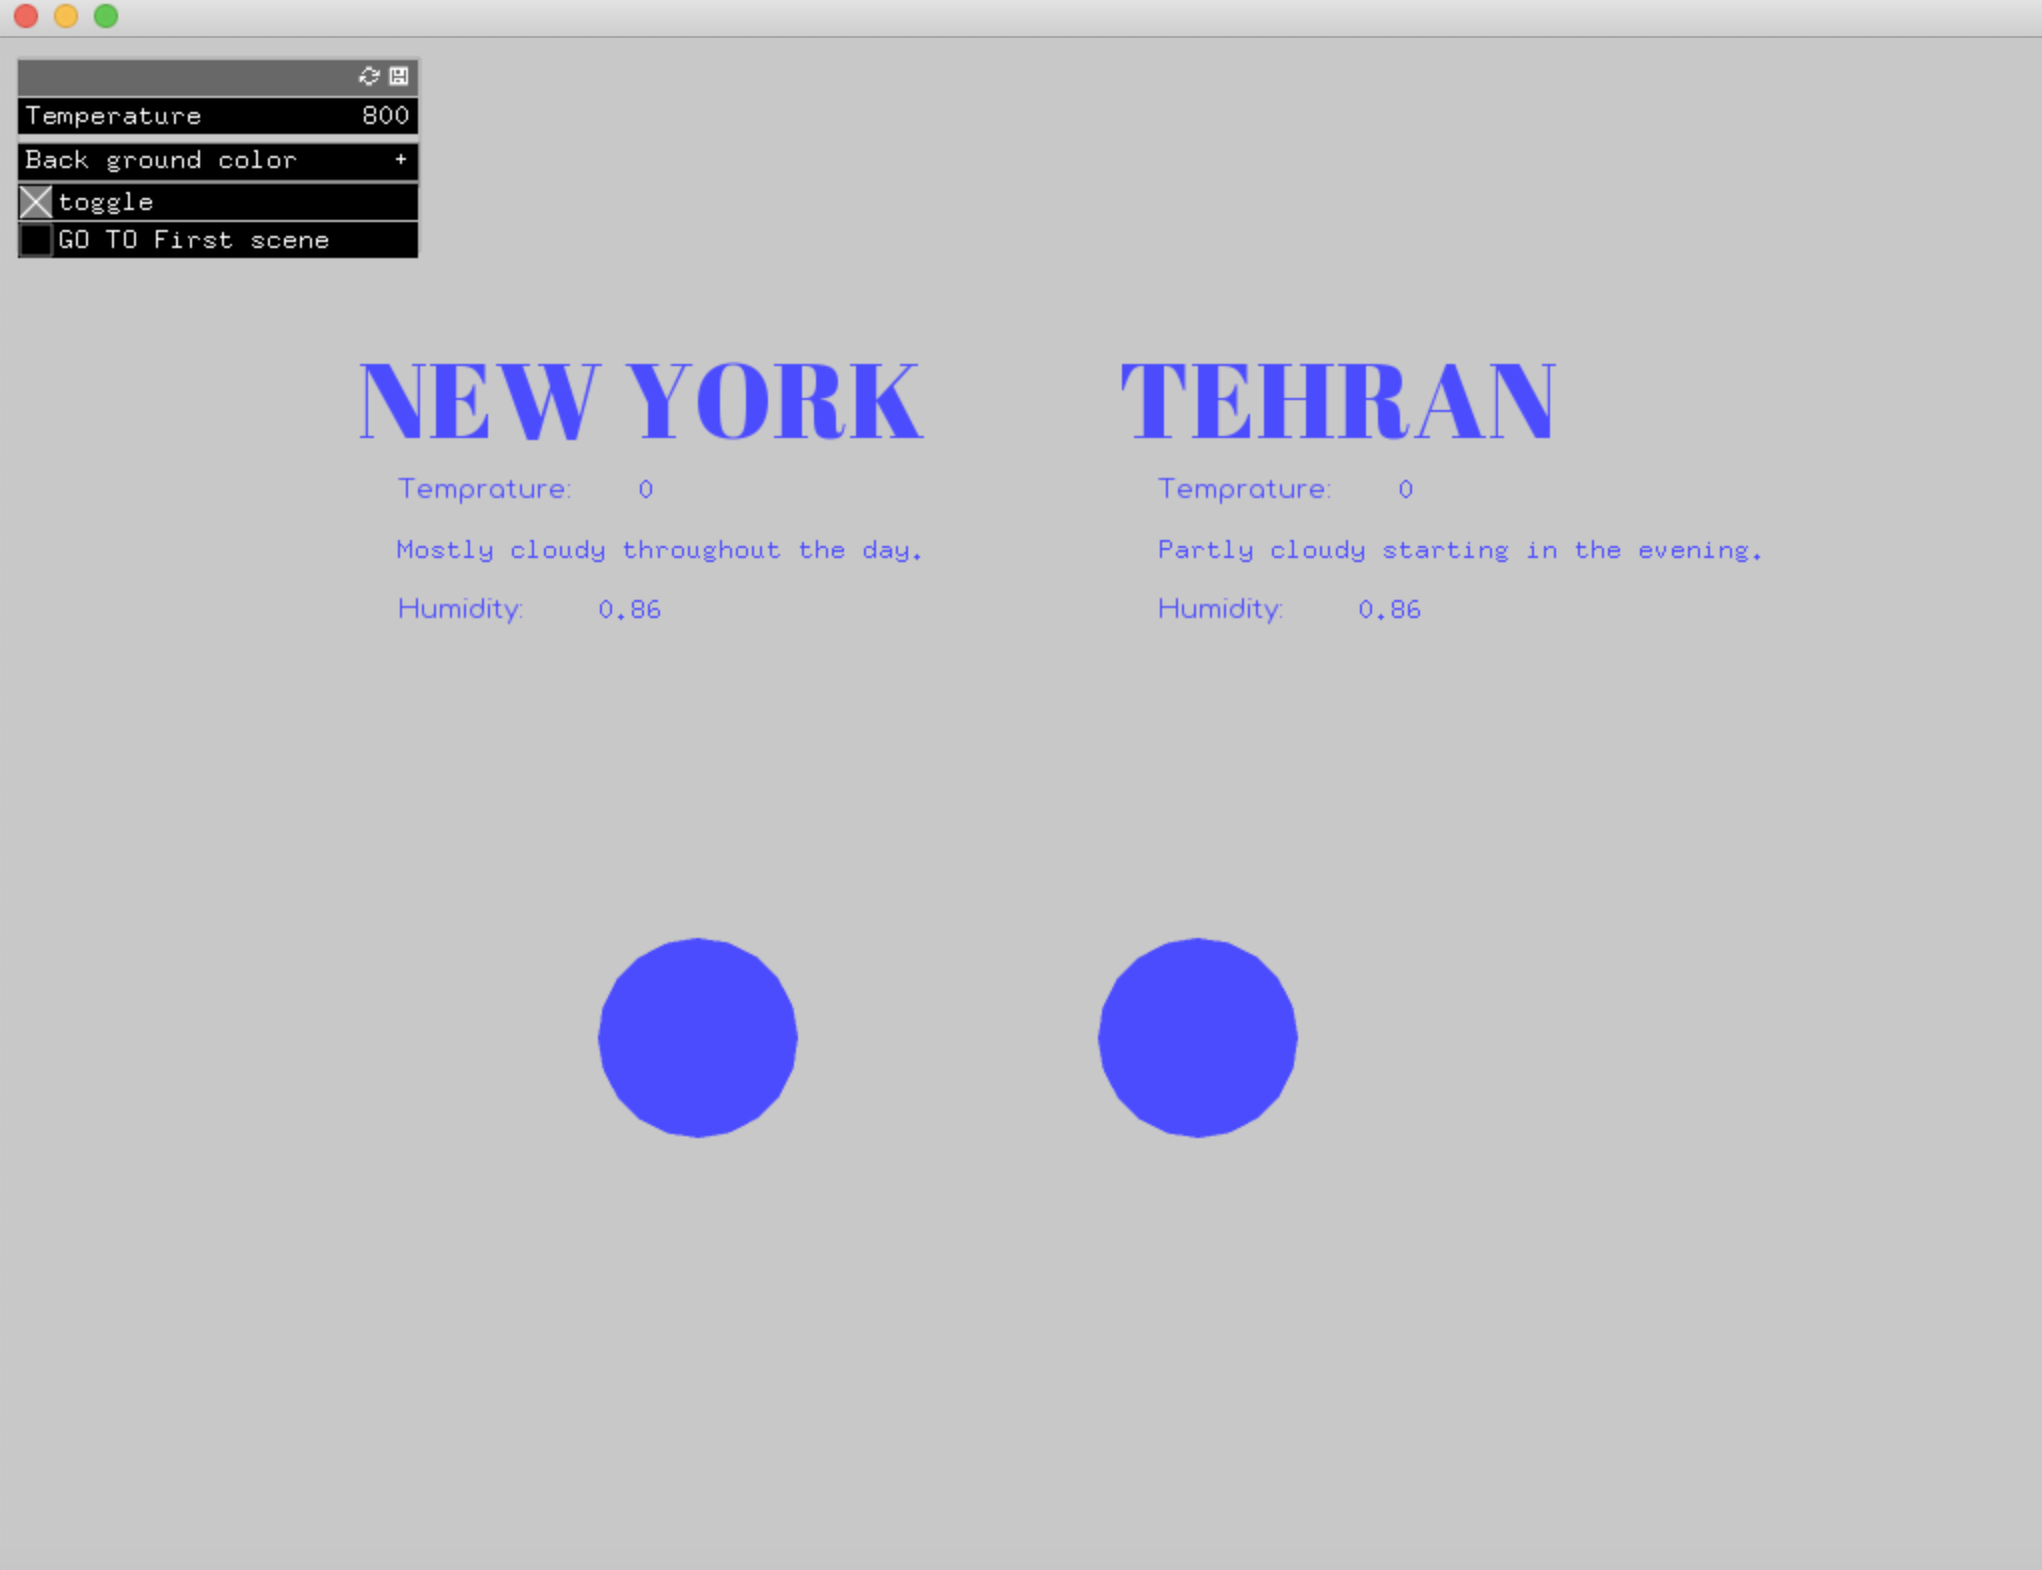 Temperature 800
Back ground color +
toggle
GO TO First scene
NEW YORK TEHRAN
Temprature: 0 Temprature: 0
Mostly cloudy throughout the day. Partly cloudy starting in the evening.
Humidity: 0.86 Humidity: 0.86